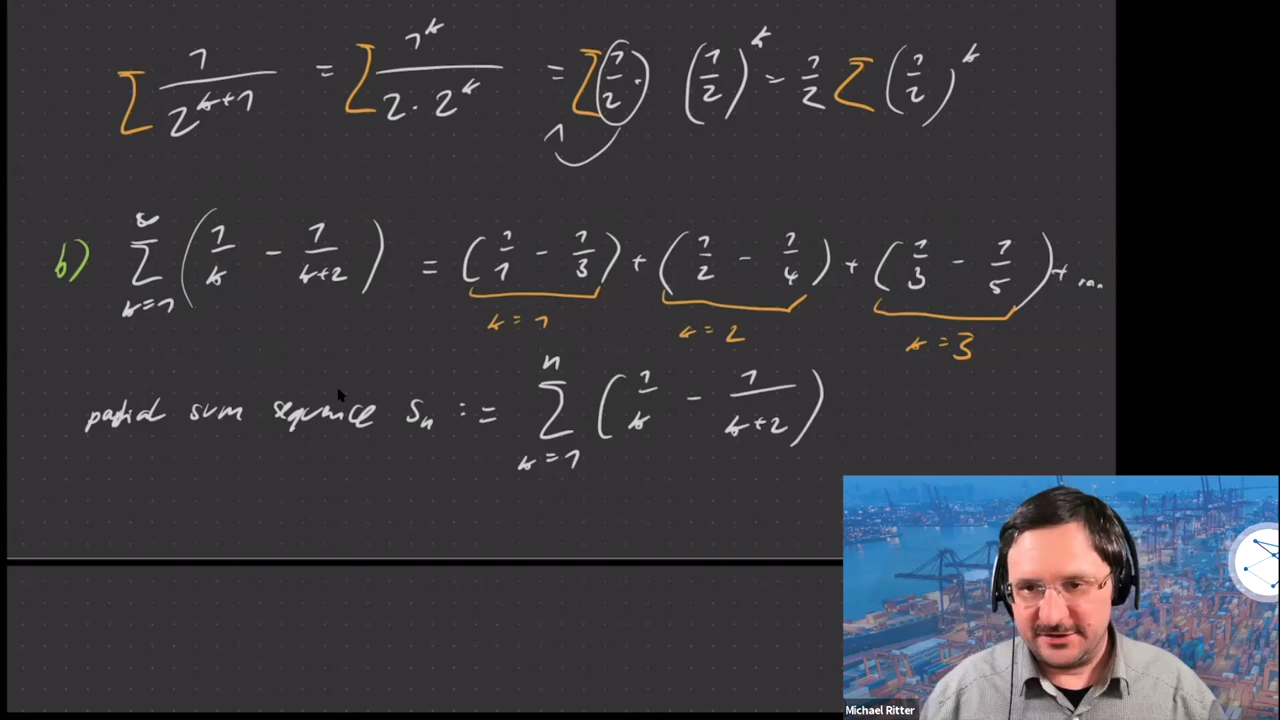 ∑ 1/2^(k+1) = ∑ 1^k/(2 · 2^k) = ∑ (1/2 ·) (1/2)^k = 1/2 ∑ (1/2)^k
b) ∑_{k=1}^{∞} (1/k - 1/(k+2)) = (1/1 - 1/3) + (1/2 - 1/4) + (1/3 - 1/5) + ...
k = 1 k = 2 k = 3
partial sum sequence S_n := ∑_{k=1}^{n} (1/k - 1/(k+2))
Michael Ritter